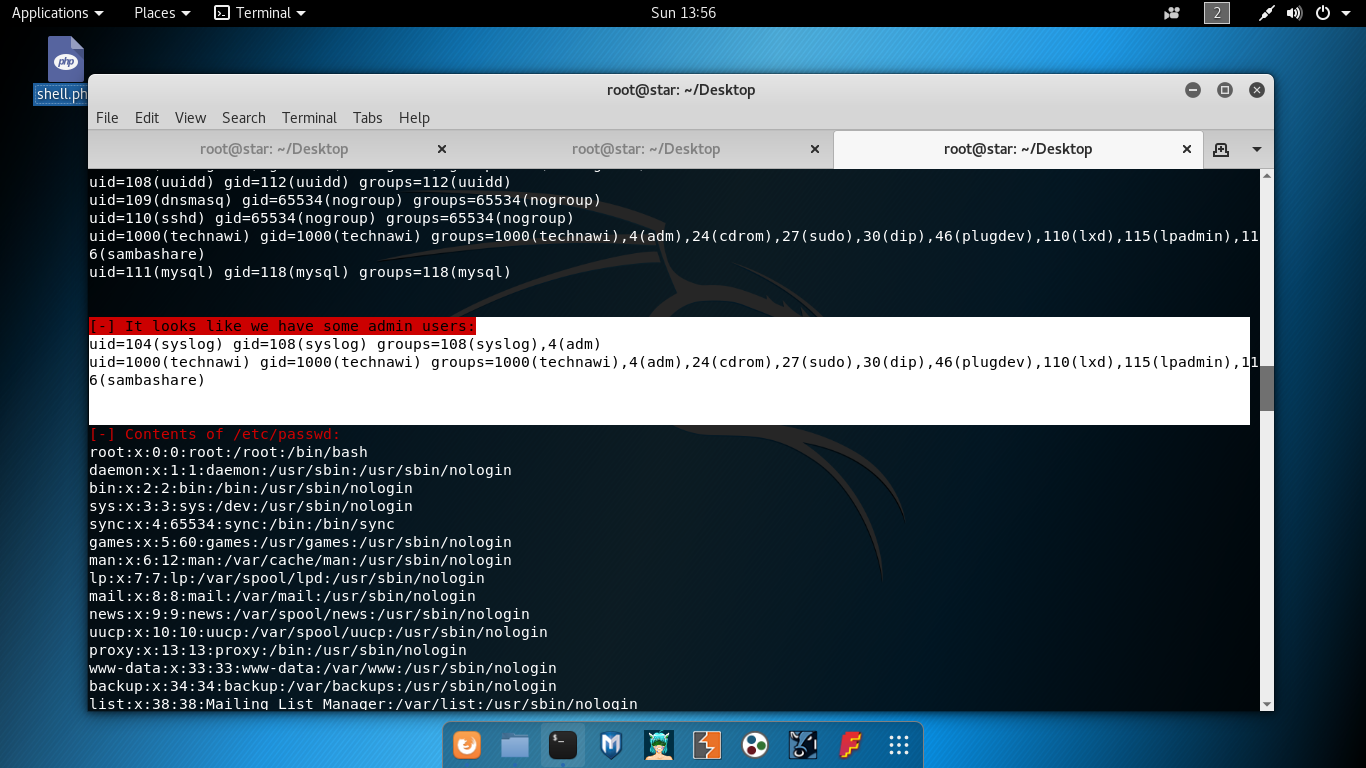 Applications Places Terminal Sun 13:56 2
php
shell.ph
root@star: ~/Desktop
File Edit View Search Terminal Tabs Help
root@star: ~/Desktop root@star: ~/Desktop root@star: ~/Desktop
uid=108(uuidd) gid=112(uuidd) groups=112(uuidd)
uid=109(dnsmasq) gid=65534(nogroup) groups=65534(nogroup)
uid=110(sshd) gid=65534(nogroup) groups=65534(nogroup)
uid=1000(technawi) gid=1000(technawi) groups=1000(technawi),4(adm),24(cdrom),27(sudo),30(dip),46(plugdev),110(lxd),115(lpadmin),11
6(sambashare)
uid=111(mysql) gid=118(mysql) groups=118(mysql)
[-] It looks like we have some admin users:
uid=104(syslog) gid=108(syslog) groups=108(syslog),4(adm)
uid=1000(technawi) gid=1000(technawi) groups=1000(technawi),4(adm),24(cdrom),27(sudo),30(dip),46(plugdev),110(lxd),115(lpadmin),11
6(sambashare)
[-] Contents of /etc/passwd:
root:x:0:0:root:/root:/bin/bash
daemon:x:1:1:daemon:/usr/sbin:/usr/sbin/nologin
bin:x:2:2:bin:/bin:/usr/sbin/nologin
sys:x:3:3:sys:/dev:/usr/sbin/nologin
sync:x:4:65534:sync:/bin:/bin/sync
games:x:5:60:games:/usr/games:/usr/sbin/nologin
man:x:6:12:man:/var/cache/man:/usr/sbin/nologin
lp:x:7:7:lp:/var/spool/lpd:/usr/sbin/nologin
mail:x:8:8:mail:/var/mail:/usr/sbin/nologin
news:x:9:9:news:/var/spool/news:/usr/sbin/nologin
uucp:x:10:10:uucp:/var/spool/uucp:/usr/sbin/nologin
proxy:x:13:13:proxy:/bin:/usr/sbin/nologin
www-data:x:33:33:www-data:/var/www:/usr/sbin/nologin
backup:x:34:34:backup:/var/backups:/usr/sbin/nologin
list:x:38:38:Mailing List Manager:/var/list:/usr/sbin/nologin